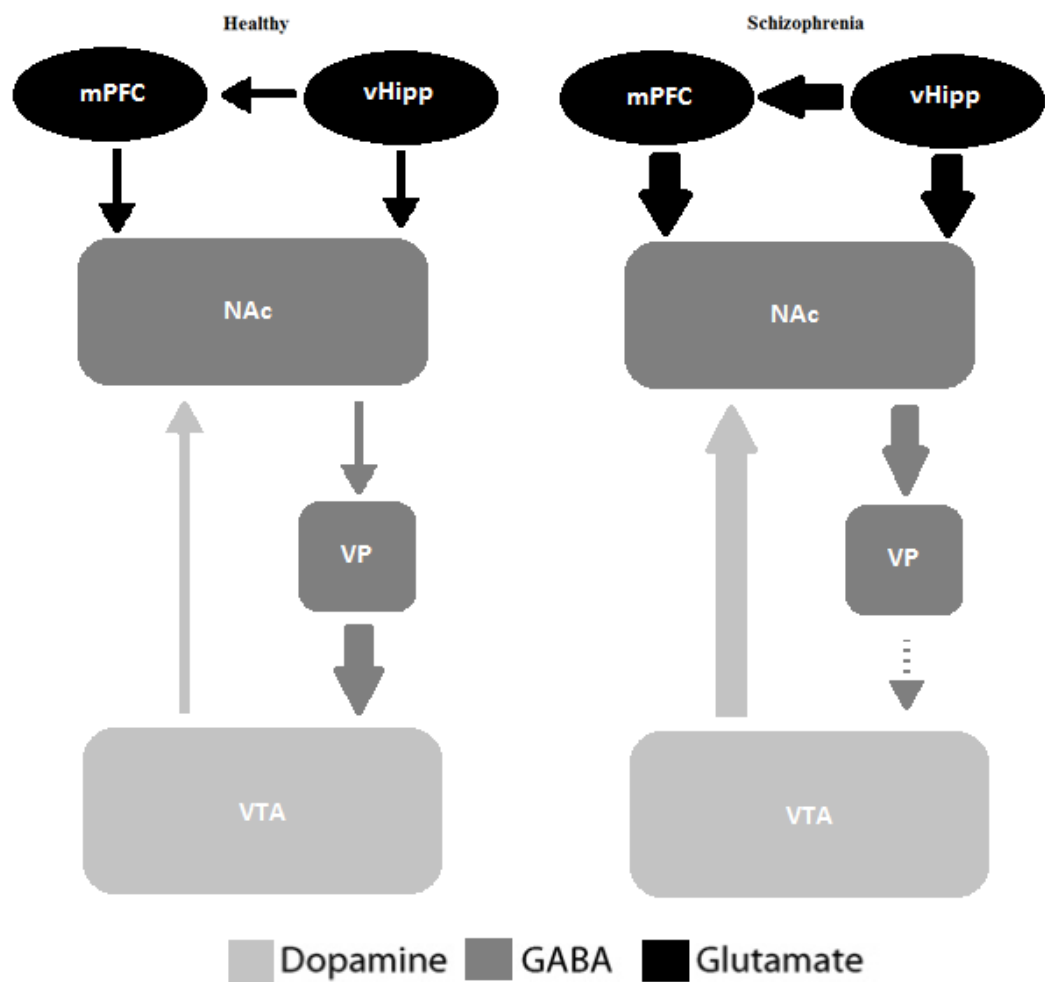 Healthy
Schizophrenia
mPFC
vHipp
mPFC
vHipp
NAc
NAc
VP
VP
VTA
VTA
Dopamine GABA Glutamate